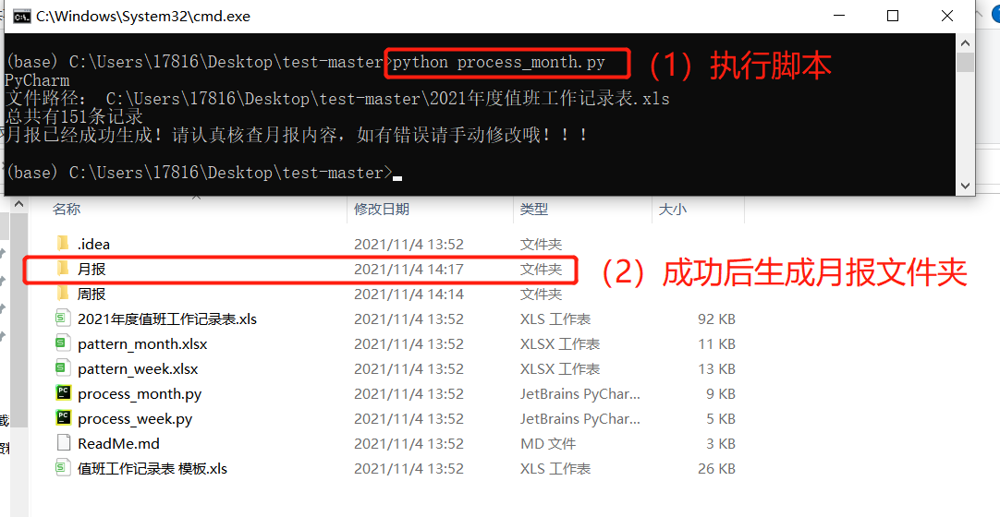 C:\Windows\System32\cmd.exe
(base) C:\Users\17816\Desktop\test-master>python process_month.py
（1）执行脚本
PyCharm
文件路径： C:\Users\17816\Desktop\test-master\2021年度值班工作记录表.xls
总共有151条记录
月报已经成功生成！请认真核查月报内容，如有错误请手动修改哦！！！
(base) C:\Users\17816\Desktop\test-master>
名称 修改日期 类型 大小
.idea 2021/11/4 13:52 文件夹
月报 2021/11/4 14:17 文件夹
（2）成功后生成月报文件夹
周报 2021/11/4 14:14 文件夹
2021年度值班工作记录表.xls 2021/11/4 13:52 XLS 工作表 92 KB
pattern_month.xlsx 2021/11/4 13:52 XLSX 工作表 11 KB
pattern_week.xlsx 2021/11/4 13:52 XLSX 工作表 13 KB
process_month.py 2021/11/4 13:52 JetBrains PyChar... 9 KB
process_week.py 2021/11/4 13:52 JetBrains PyChar... 5 KB
ReadMe.md 2021/11/4 13:52 MD 文件 3 KB
值班工作记录表 模板.xls 2021/11/4 13:52 XLS 工作表 26 KB